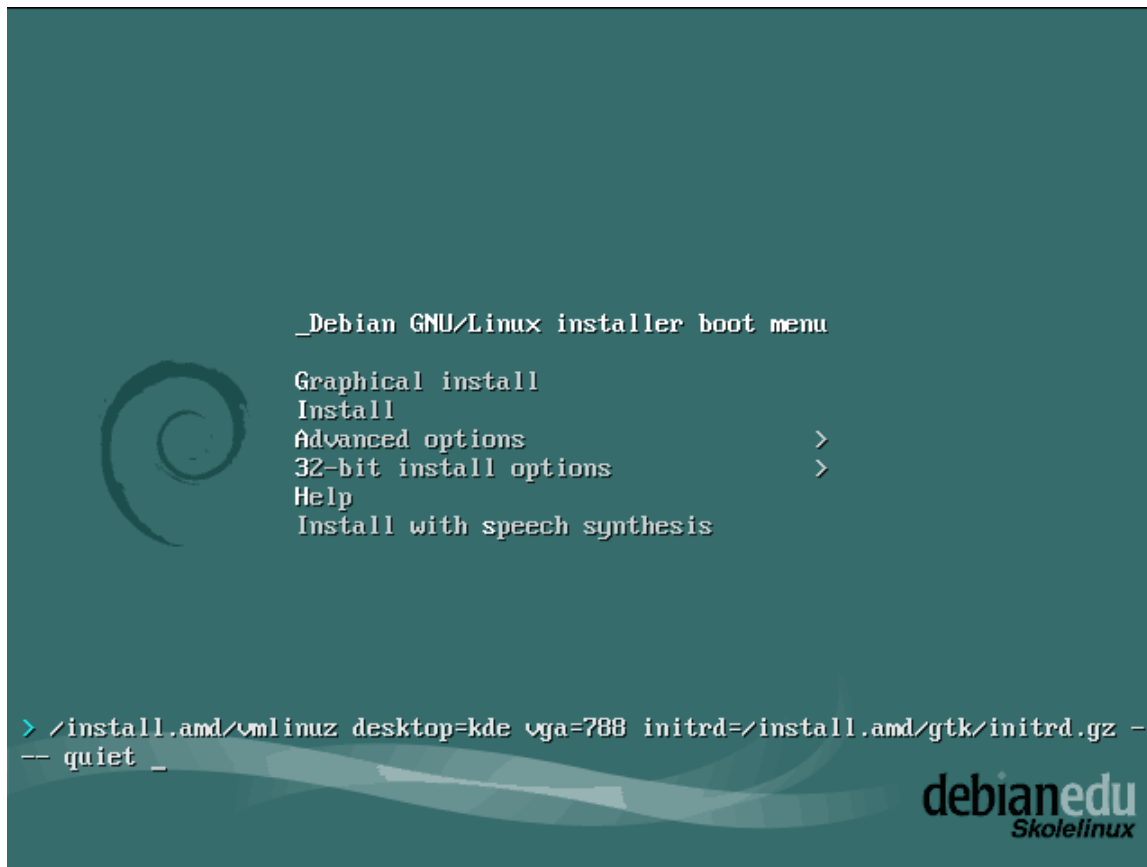 _Debian GNU/Linux installer boot menu
Graphical install
Install
Advanced options >
32-bit install options >
Help
Install with speech synthesis
> /install.amd/vmlinuz desktop=kde vga=788 initrd=/install.amd/gtk/initrd.gz -
-- quiet _
debianedu
Skolelinux